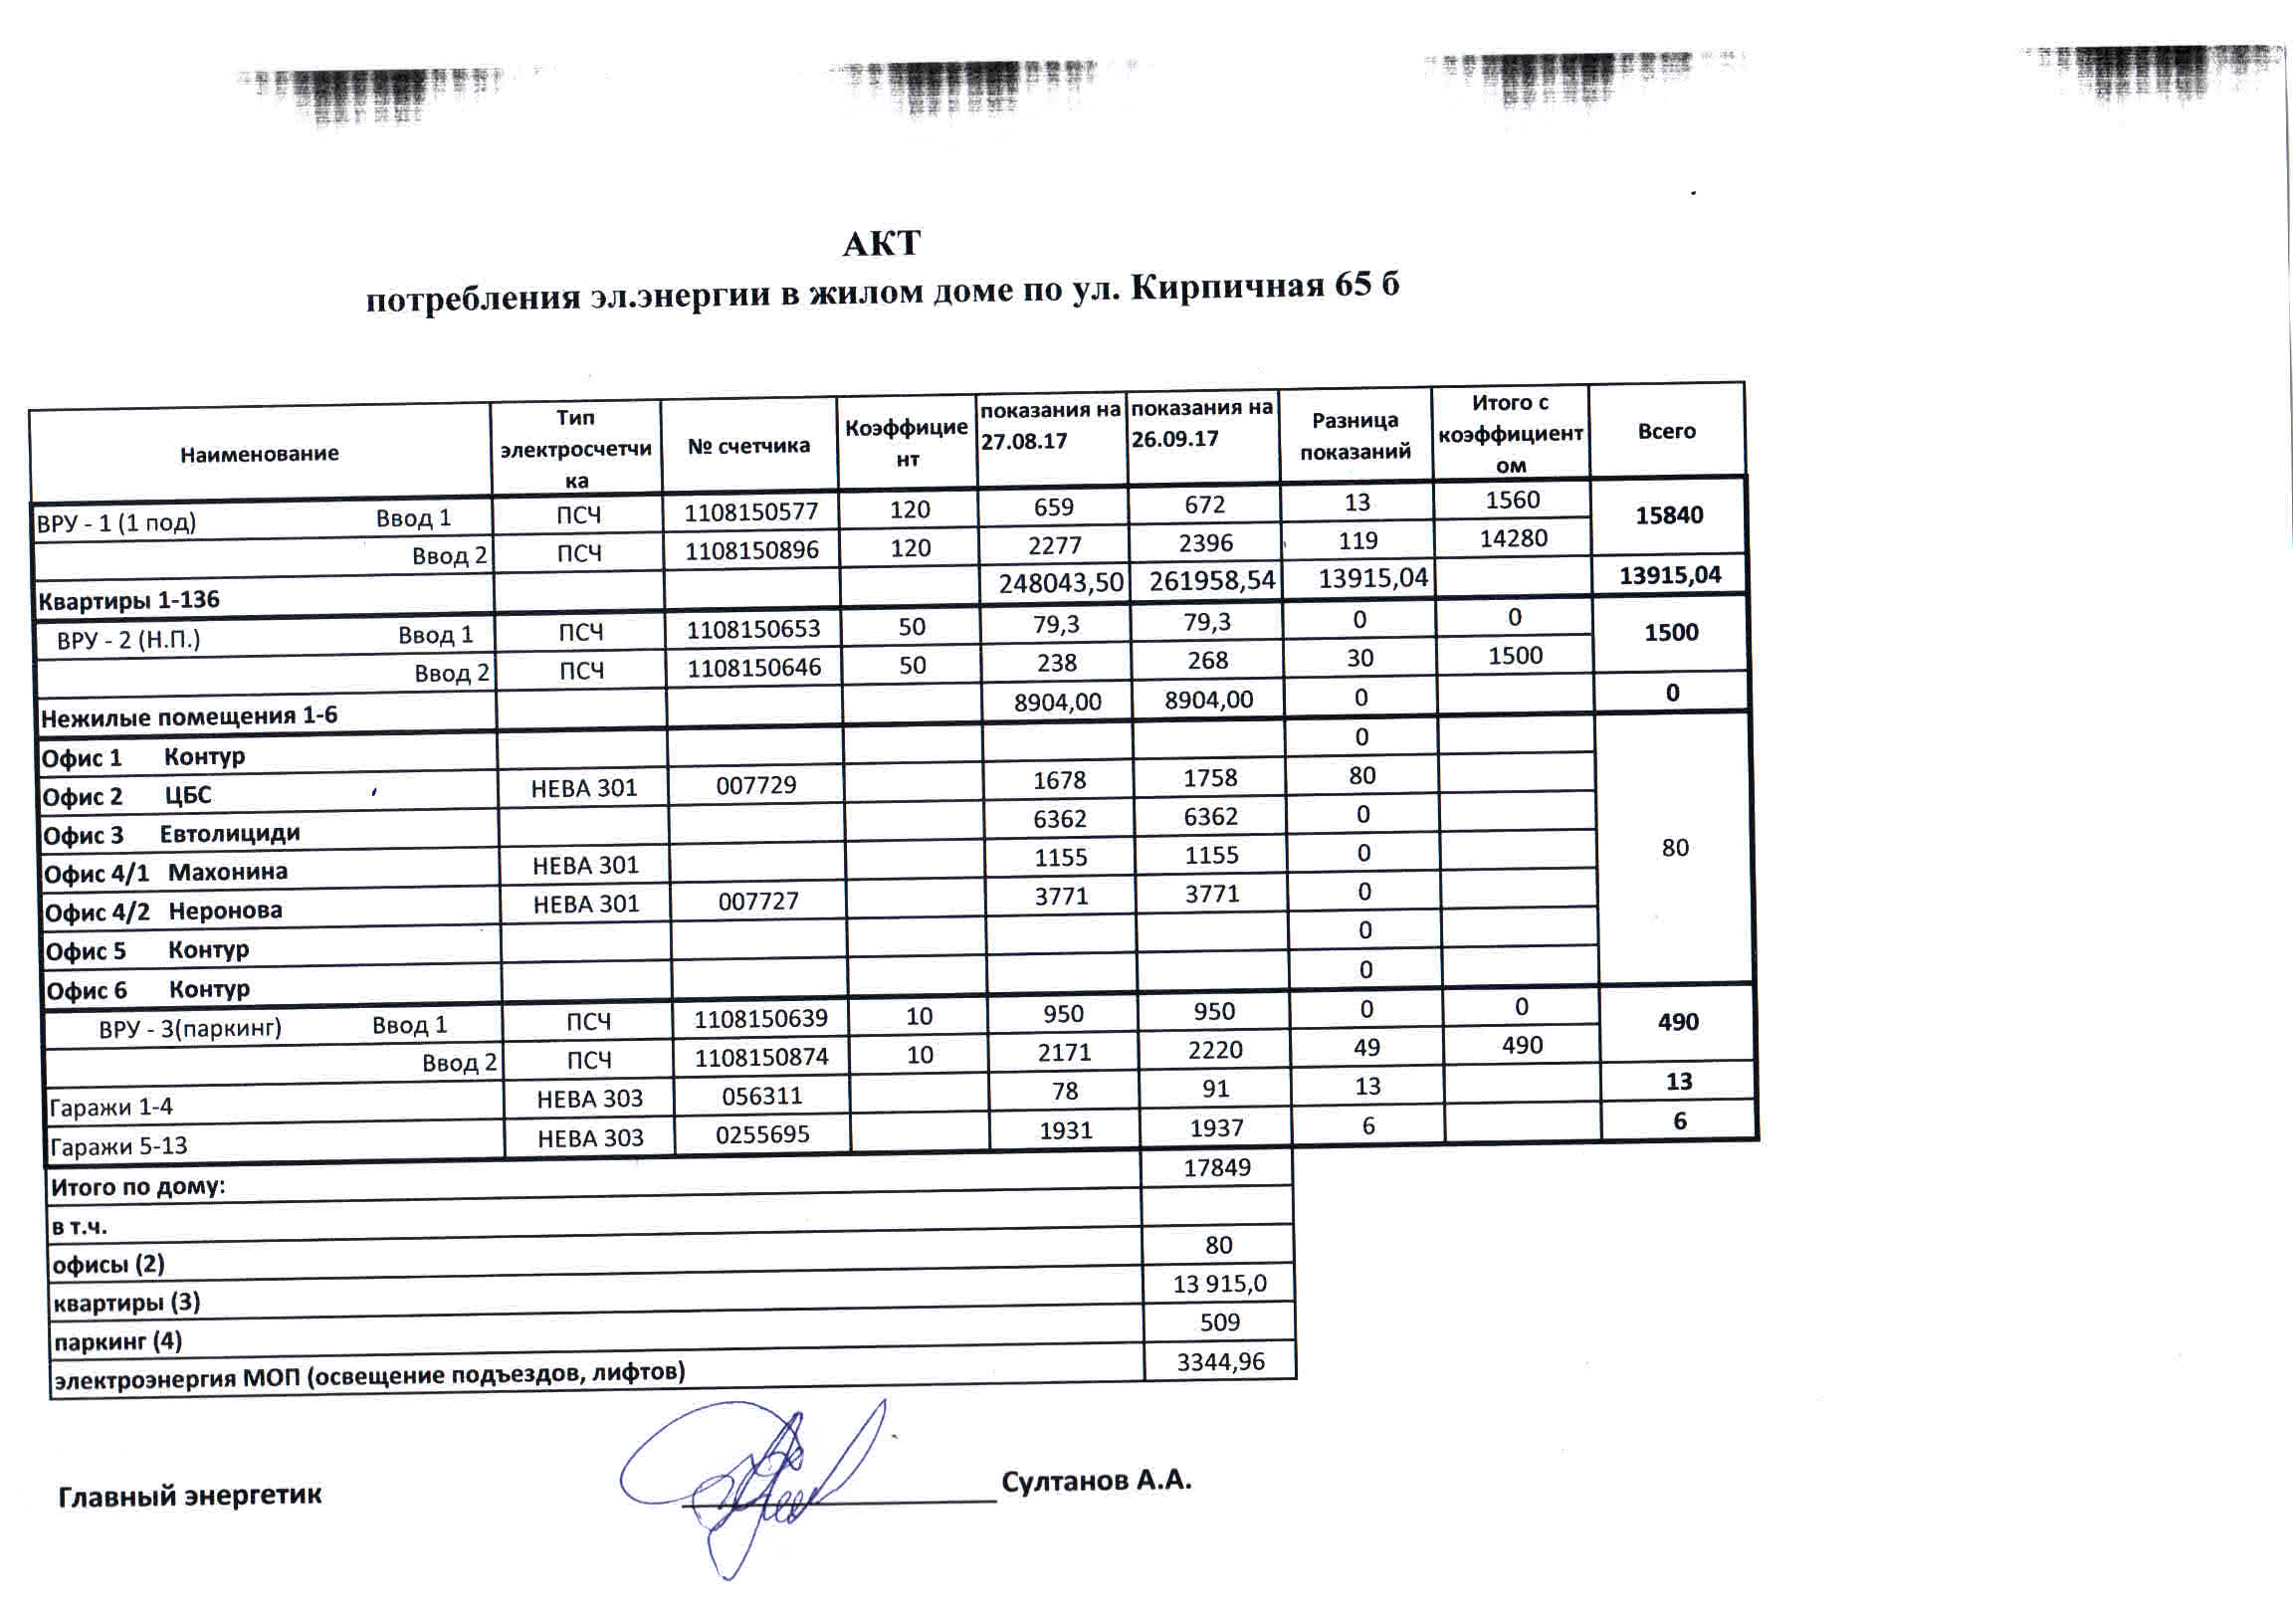 АКТ
потребления эл.энергии в жилом доме по ул. Кирпичная 65 б
Наименование Тип электросчетчика № счетчика Коэффициент показания на 27.08.17 показания на 26.09.17 Разница показаний Итого с коэффициентом Всего
ВРУ - 1 (1 под) Ввод 1 ПСЧ 1108150577 120 659 672 13 1560 15840
Ввод 2 ПСЧ 1108150896 120 2277 2396 119 14280
Квартиры 1-136 248043,50 261958,54 13915,04 13915,04
ВРУ - 2 (Н.П.) Ввод 1 ПСЧ 1108150653 50 79,3 79,3 0 0 1500
Ввод 2 ПСЧ 1108150646 50 238 268 30 1500
Нежилые помещения 1-6 8904,00 8904,00 0 0
Офис 1 Контур 0
Офис 2 ЦБС НЕВА 301 007729 1678 1758 80
Офис 3 Евтолициди 6362 6362 0
Офис 4/1 Махонина НЕВА 301 1155 1155 0 80
Офис 4/2 Неронова НЕВА 301 007727 3771 3771 0
Офис 5 Контур 0
Офис 6 Контур 0
ВРУ - 3(паркинг) Ввод 1 ПСЧ 1108150639 10 950 950 0 0 490
Ввод 2 ПСЧ 1108150874 10 2171 2220 49 490
Гаражи 1-4 НЕВА 303 056311 78 91 13 13
Гаражи 5-13 НЕВА 303 0255695 1931 1937 6 6
Итого по дому: 17849
в т.ч.
офисы (2) 80
квартиры (3) 13 915,0
паркинг (4) 509
электроэнергия МОП (освещение подъездов, лифтов) 3344,96
Главный энергетик Султанов А.А.